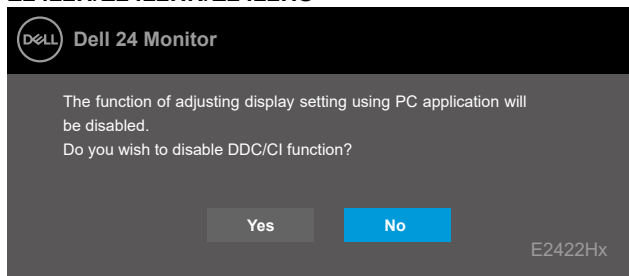 DELL Dell 24 Monitor
The function of adjusting display setting using PC application will
be disabled.
Do you wish to disable DDC/CI function?
Yes No
E2422Hx